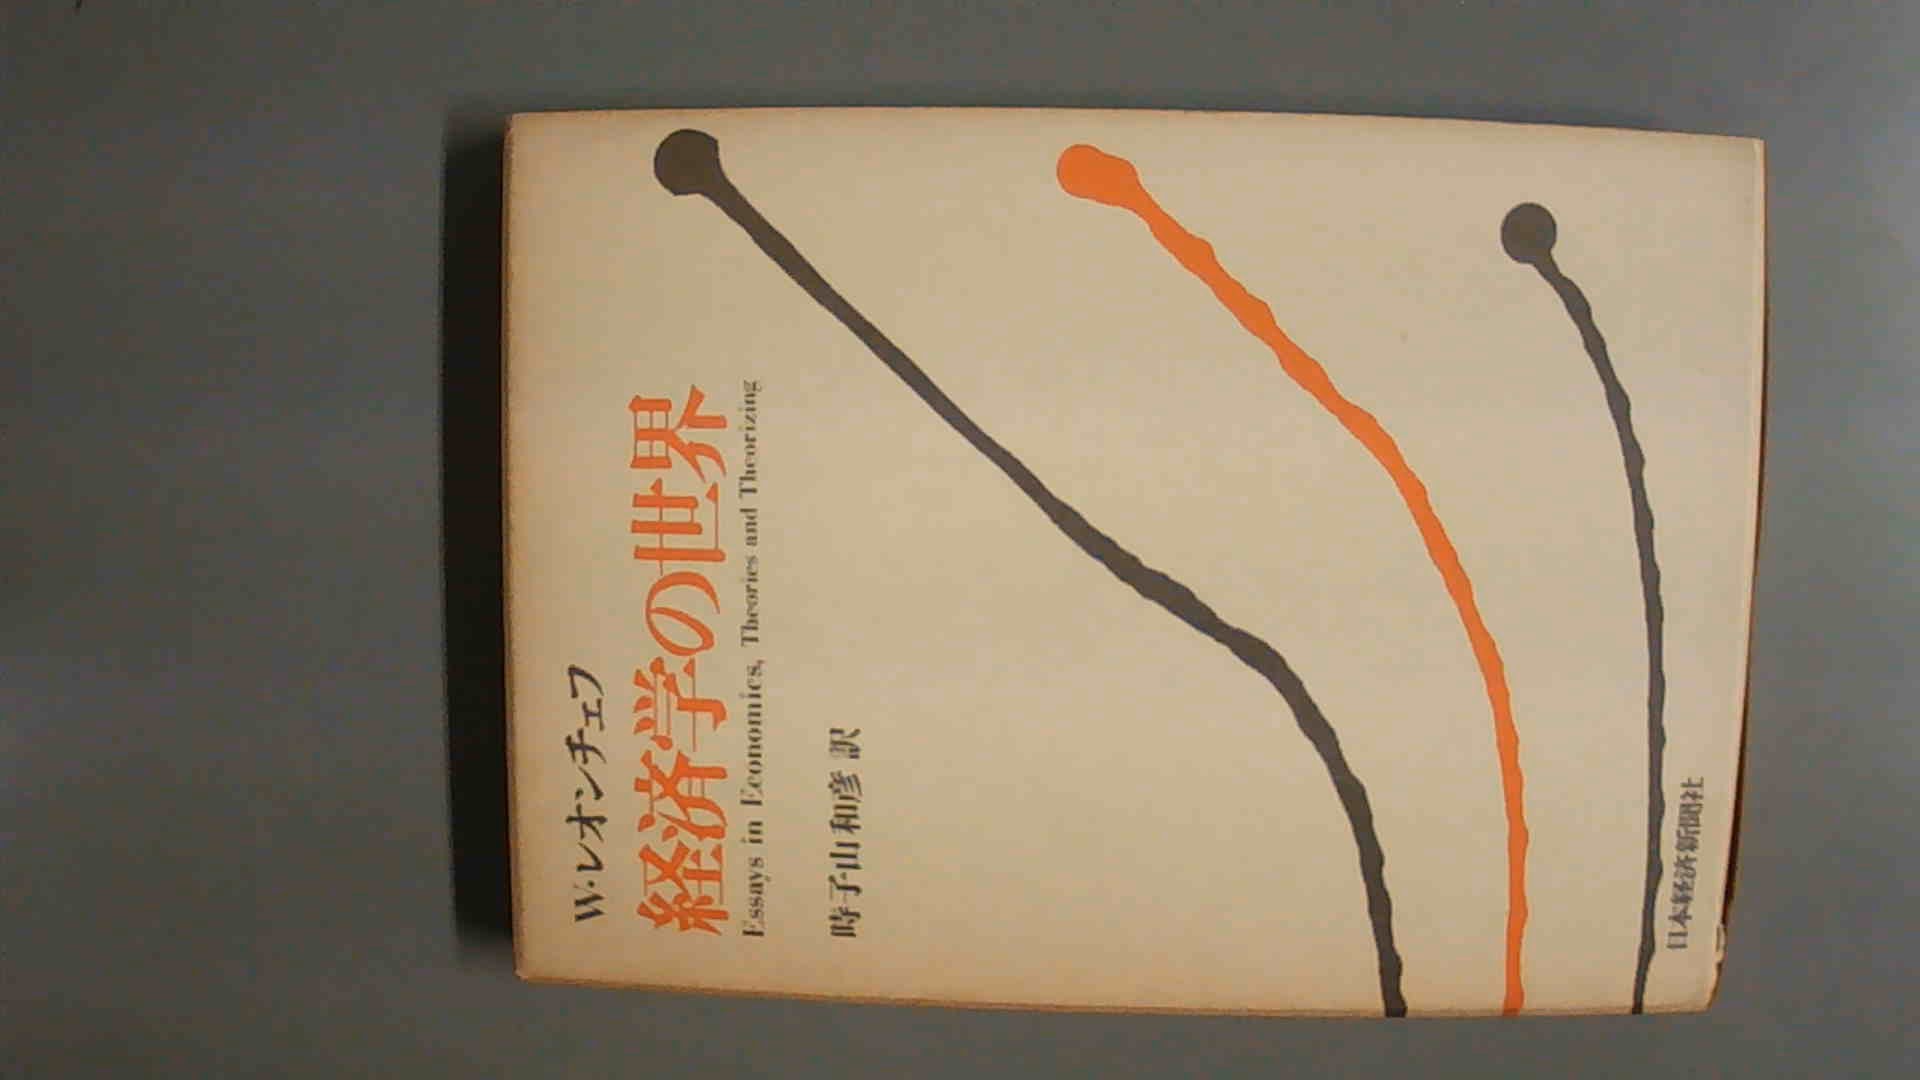 W・レオンチェフ
経済学の世界
Essays in Economics, Theories and Theorizing
時子山和彦 訳
日本経済新聞社